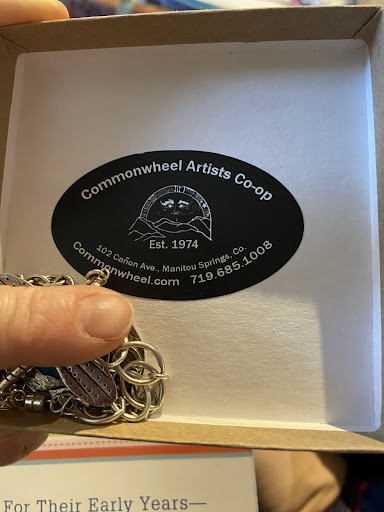 Commonwheel Artists Co-op
Est. 1974
102 Cañon Ave., Manitou Springs, Co.
Commonwheel.com 719.685.1008
For Their Early Years—